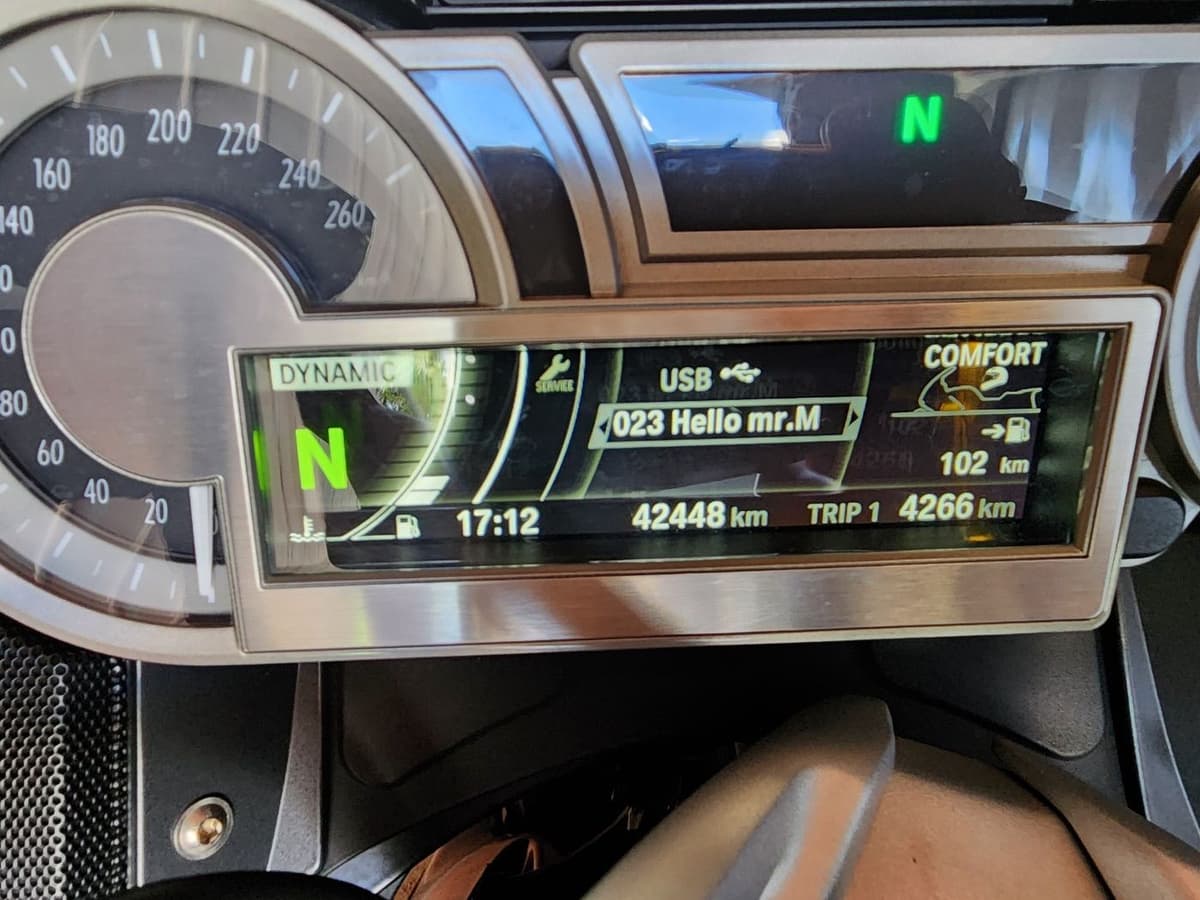 140
160
180
200
220
240
260
80
60
40
20
N
DYNAMIC
N
SERVICE
USB
023 Hello mr.M
COMFORT
102 km
17:12
42448 km
TRIP 1 4266 km